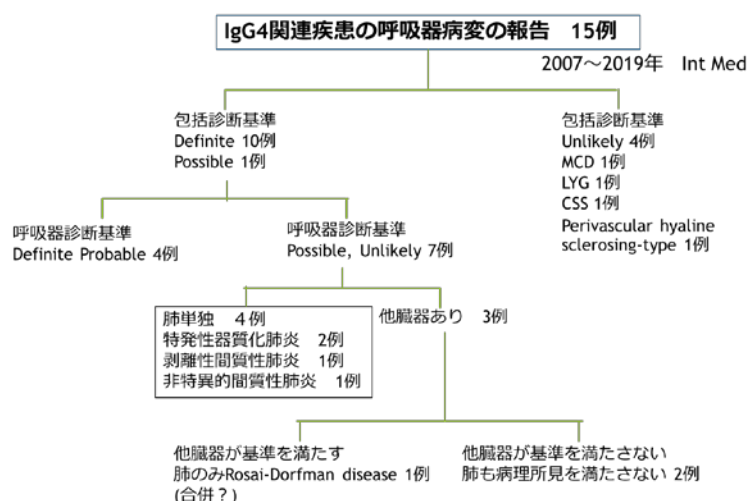 IgG4関連疾患の呼吸器病変の報告　15例
2007～2019年　Int Med
包括診断基準
Definite 10例
Possible 1例
包括診断基準
Unlikely 4例
MCD 1例
LYG 1例
CSS 1例
Perivascular hyaline
sclerosing-type 1例
呼吸器診断基準
Definite Probable 4例
呼吸器診断基準
Possible, Unlikely 7例
肺単独　４例
特発性器質化肺炎　2例
剥離性間質性肺炎　1例
非特異的間質性肺炎　1例
他臓器あり　3例
他臓器が基準を満たす
肺のみRosai-Dorfman disease 1例
(合併？)
他臓器が基準を満たさない
肺も病理所見を満たさない 2例